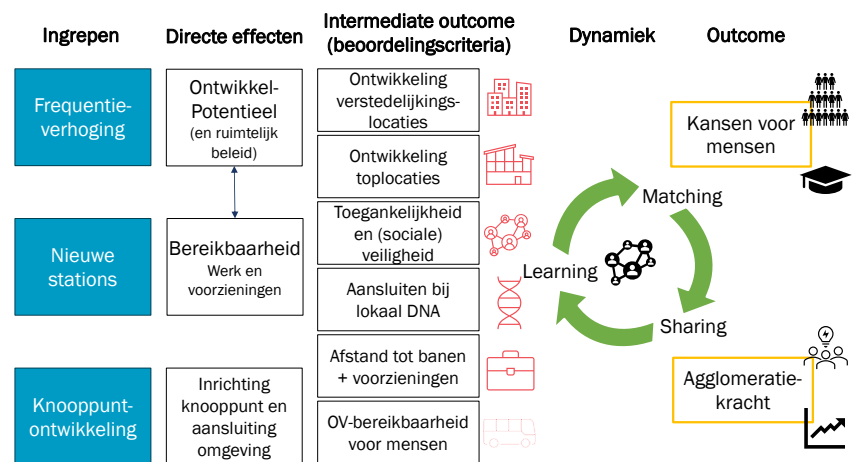 Ingrepen
Directe effecten
Intermediate outcome
(beoordelingscriteria)
Dynamiek
Outcome
Frequentie-
verhoging
Nieuwe
stations
Knooppunt-
ontwikkeling
Ontwikkel-
Potentieel
(en ruimtelijk
beleid)
Bereikbaarheid
Werk en
voorzieningen
Inrichting
knooppunt en
aansluiting
omgeving
Ontwikkeling
verstedelijkings-
locaties
Ontwikkeling
toplocaties
Toegankelijkheid
en (sociale)
veiligheid
Aansluiten bij
lokaal DNA
Afstand tot banen
+ voorzieningen
OV-bereikbaarheid
voor mensen
Matching
Learning
Sharing
Kansen voor
mensen
Agglomeratie-
kracht